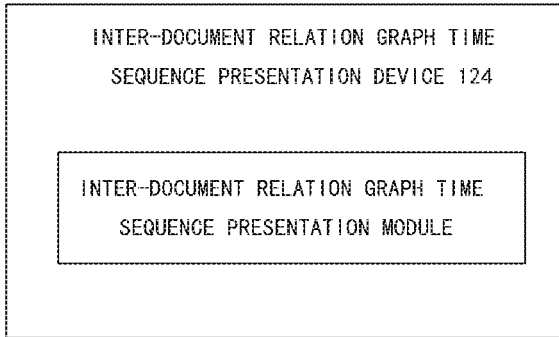 INTER-DOCUMENT RELATION GRAPH TIME
SEQUENCE PRESENTATION DEVICE 124
INTER-DOCUMENT RELATION GRAPH TIME
SEQUENCE PRESENTATION MODULE